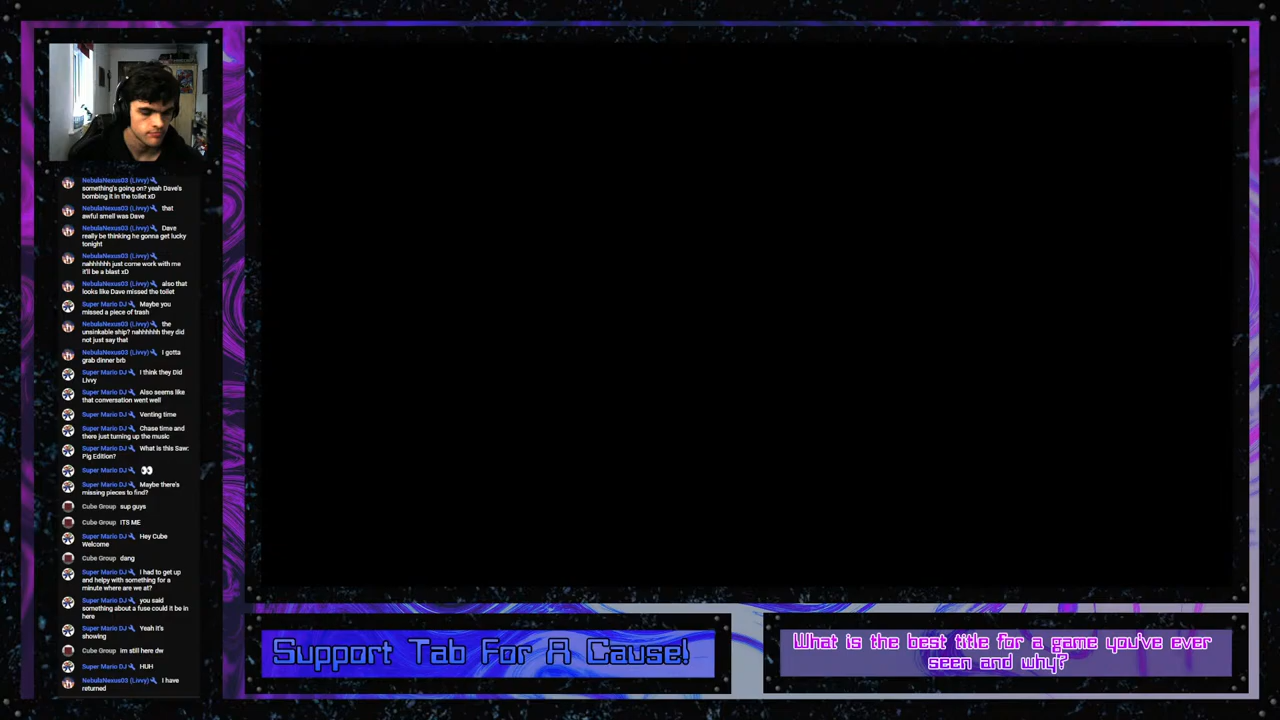 NebulaNexus03 (Livvy)
something's going on? yeah Dave's
bombing it in the toilet xD
NebulaNexus03 (Livvy) that
awful smell was Dave
NebulaNexus03 (Livvy) Dave
really be thinking he gonna get lucky
tonight
NebulaNexus03 (Livvy)
nahhhhhh just come work with me
it'll be a blast xD
NebulaNexus03 (Livvy) also that
looks like Dave missed the toilet
Super Mario DJ Maybe you
missed a piece of trash
NebulaNexus03 (Livvy) the
unsinkable ship? nahhhhhh they did
not just say that
NebulaNexus03 (Livvy) I gotta
grab dinner brb
Super Mario DJ I think they Did
Livvy
Super Mario DJ Also seems like
that conversation went well
Super Mario DJ Venting time
Super Mario DJ Chase time and
there just turning up the music
Super Mario DJ What is this Saw:
Pig Edition?
Super Mario DJ 👀
Super Mario DJ Maybe there's
missing pieces to find?
Cube Group sup guys
Cube Group ITS ME
Super Mario DJ Hey Cube
Welcome
Cube Group dang
Super Mario DJ I had to get up
and helpy with something for a
minute where are we at?
Super Mario DJ you said
something about a fuse could it be in
here
Super Mario DJ Yeah it's
showing
Cube Group im still here dw
Super Mario DJ HUH
NebulaNexus03 (Livvy) I have
returned
Support Tab For A Cause!
What is the best title for a game you've ever
seen and why?